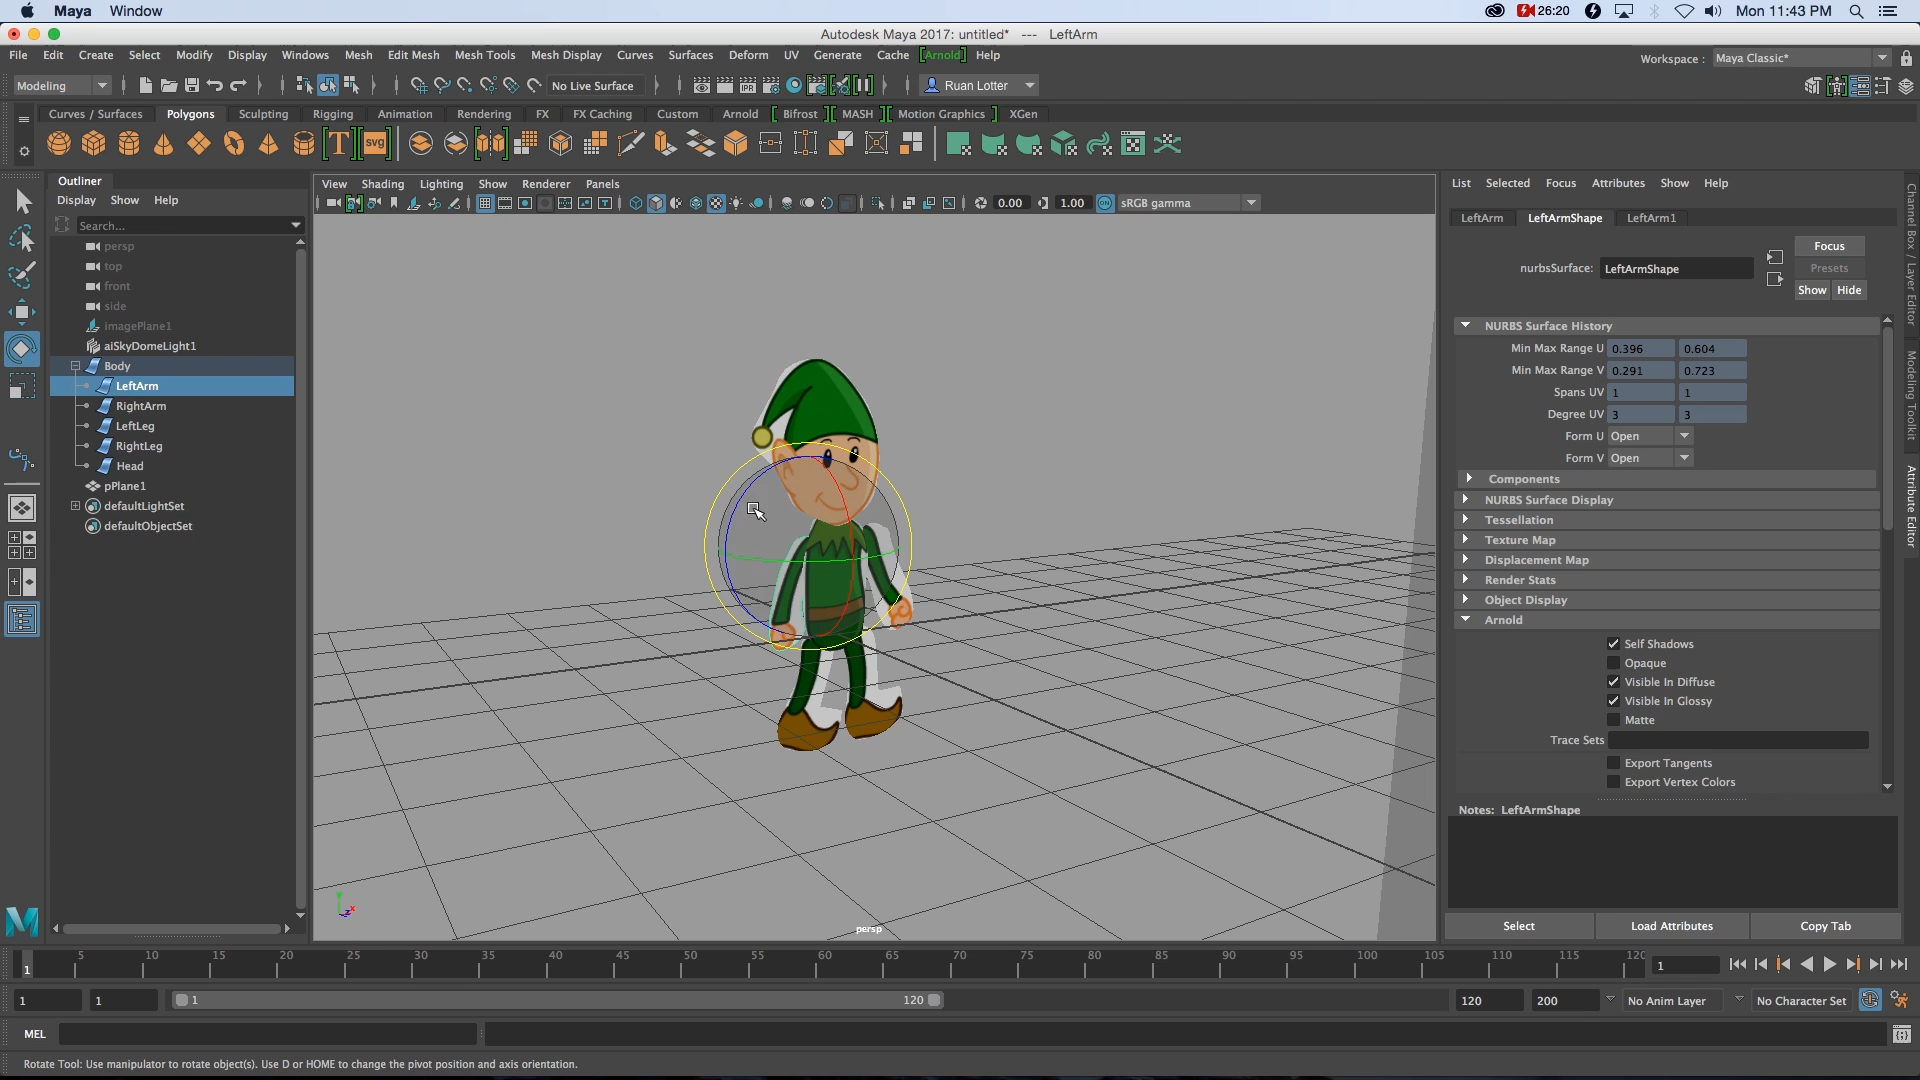 Maya Window 26:20 Mon 11:43 PM
Autodesk Maya 2017: untitled* --- LeftArm
File Edit Create Select Modify Display Windows Mesh Edit Mesh Mesh Tools Mesh Display Curves Surfaces Deform UV Generate Cache [Arnold] Help
Workspace : Maya Classic*
Modeling No Live Surface IPR Ruan Lotter
Curves / Surfaces Polygons Sculpting Rigging Animation Rendering FX FX Caching Custom Arnold [ Bifrost ] [ MASH ] [ Motion Graphics ] XGen
T svg
Outliner
Display Show Help
Search...
persp
top
front
side
imagePlane1
aiSkyDomeLight1
Body
LeftArm
RightArm
LeftLeg
RightLeg
Head
pPlane1
defaultLightSet
defaultObjectSet
View Shading Lighting Show Renderer Panels
0.00 1.00 ON sRGB gamma
persp
List Selected Focus Attributes Show Help
LeftArm LeftArmShape LeftArm1
Focus
nurbsSurface: LeftArmShape
Presets
Show Hide
NURBS Surface History
Min Max Range U 0.396 0.604
Min Max Range V 0.291 0.723
Spans UV 1 1
Degree UV 3 3
Form U Open
Form V Open
Components
NURBS Surface Display
Tessellation
Texture Map
Displacement Map
Render Stats
Object Display
Arnold
Self Shadows
Opaque
Visible In Diffuse
Visible In Glossy
Matte
Trace Sets
Export Tangents
Export Vertex Colors
Notes: LeftArmShape
Select Load Attributes Copy Tab
Channel Box / Layer Editor
Modeling Toolkit
Attribute Editor
1 5 10 15 20 25 30 35 40 45 50 55 60 65 70 75 80 85 90 95 100 105 110 115 120 1
1 1 1 120 120 200 No Anim Layer No Character Set
MEL
Rotate Tool: Use manipulator to rotate object(s). Use D or HOME to change the pivot position and axis orientation.